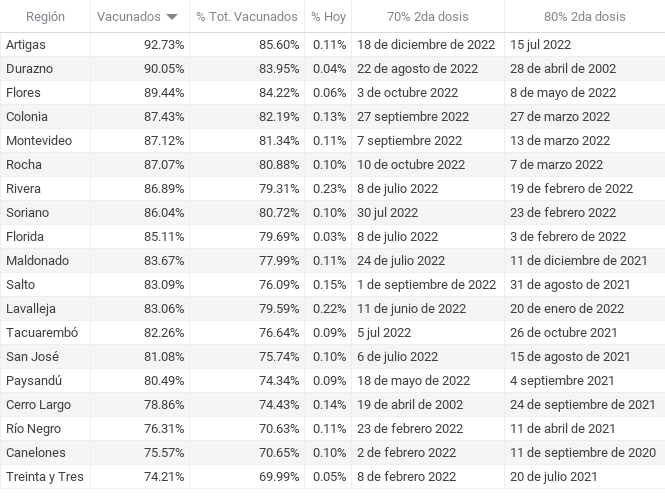 Región Vacunados % Tot. Vacunados % Hoy 70% 2da dosis 80% 2da dosis
Artigas 92.73% 85.60% 0.11% 18 de diciembre de 2022 15 jul 2022
Durazno 90.05% 83.95% 0.04% 22 de agosto de 2022 28 de abril de 2002
Flores 89.44% 84.22% 0.06% 3 de octubre 2022 8 de mayo de 2022
Colonia 87.43% 82.19% 0.13% 27 septiembre 2022 27 de marzo 2022
Montevideo 87.12% 81.34% 0.11% 7 septiembre 2022 13 de marzo 2022
Rocha 87.07% 80.88% 0.10% 10 de octubre 2022 7 de marzo 2022
Rivera 86.89% 79.31% 0.23% 8 de julio 2022 19 de febrero de 2022
Soriano 86.04% 80.72% 0.10% 30 jul 2022 23 de febrero 2022
Florida 85.11% 79.69% 0.03% 8 de julio 2022 3 de febrero de 2022
Maldonado 83.67% 77.99% 0.11% 24 de julio 2022 11 de diciembre de 2021
Salto 83.09% 76.09% 0.15% 1 de septiembre de 2022 31 de agosto de 2021
Lavalleja 83.06% 79.59% 0.22% 11 de junio de 2022 20 de enero de 2022
Tacuarembó 82.26% 76.64% 0.09% 5 jul 2022 26 de octubre 2021
San José 81.08% 75.74% 0.10% 6 de julio 2022 15 de agosto de 2021
Paysandú 80.49% 74.34% 0.09% 18 de mayo de 2022 4 septiembre 2021
Cerro Largo 78.86% 74.43% 0.14% 19 de abril de 2002 24 de septiembre de 2021
Río Negro 76.31% 70.63% 0.11% 23 de febrero 2022 11 de abril de 2021
Canelones 75.57% 70.65% 0.10% 2 de febrero 2022 11 de septiembre de 2020
Treinta y Tres 74.21% 69.99% 0.05% 8 de febrero 2022 20 de julio 2021